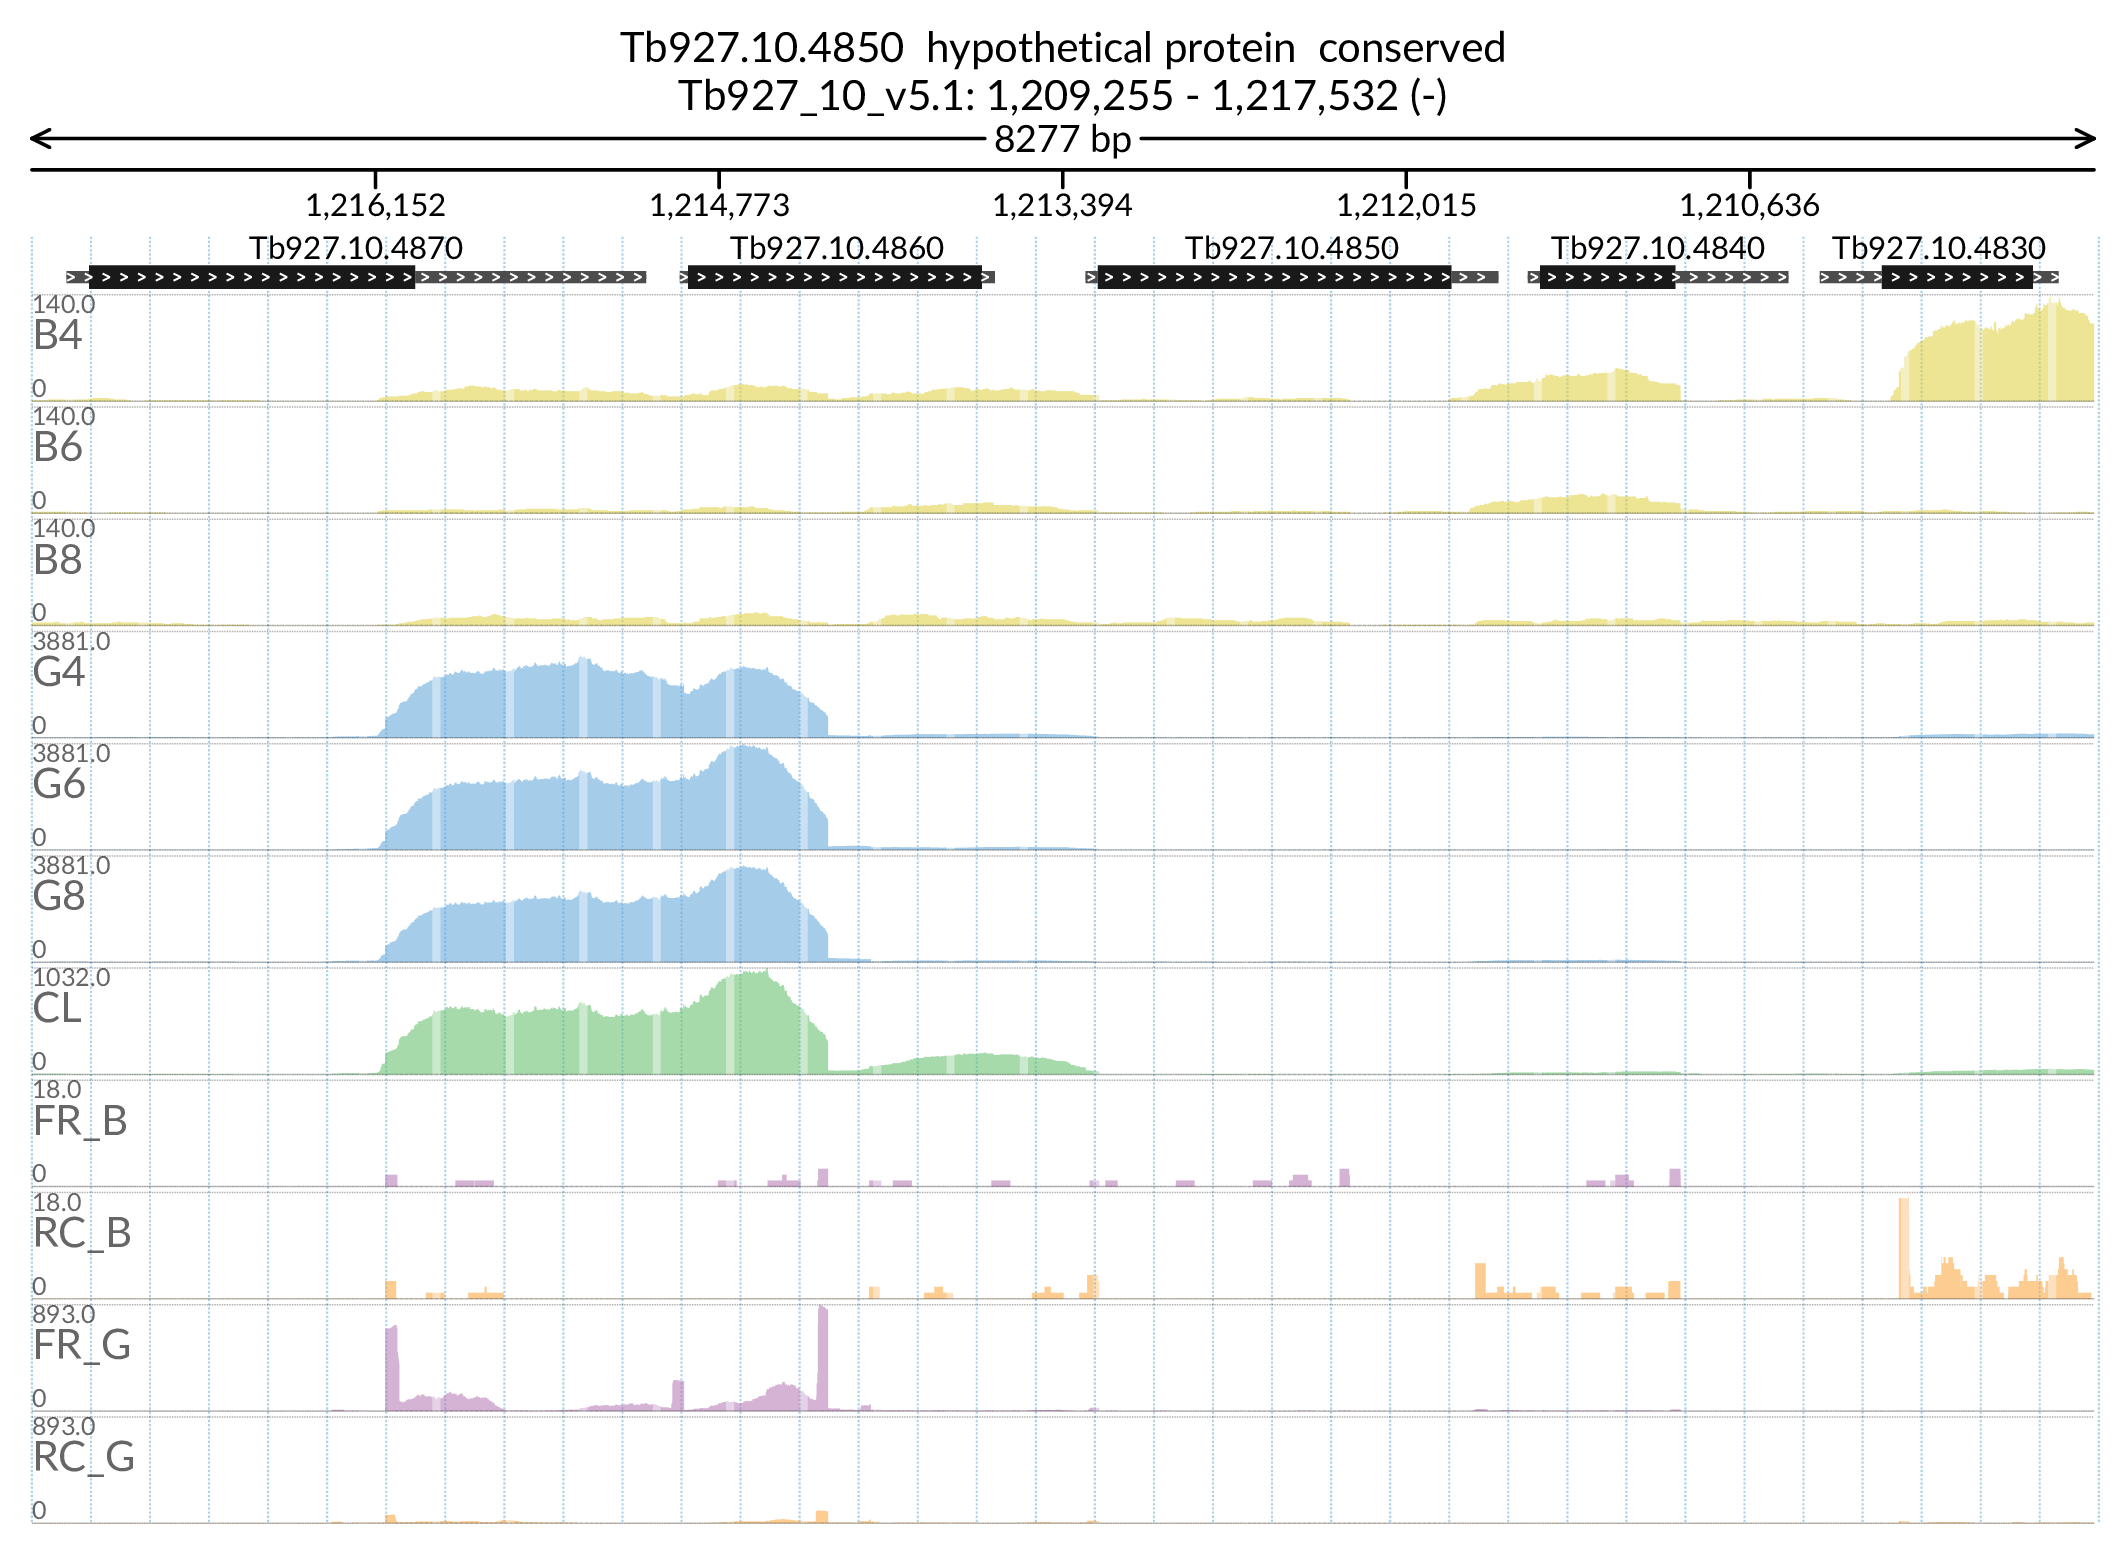 Tb927.10.4850  hypothetical protein  conserved
Tb927_10_v5.1: 1,209,255 - 1,217,532 (-)
8277 bp
1,216,152 1,214,773 1,213,394 1,212,015 1,210,636
Tb927.10.4870 Tb927.10.4860 Tb927.10.4850 Tb927.10.4840 Tb927.10.4830
140.0
B4
0
140.0
B6
0
140.0
B8
0
3881.0
G4
0
3881.0
G6
0
3881.0
G8
0
1032.0
CL
0
18.0
FR_B
0
18.0
RC_B
0
893.0
FR_G
0
893.0
RC_G
0